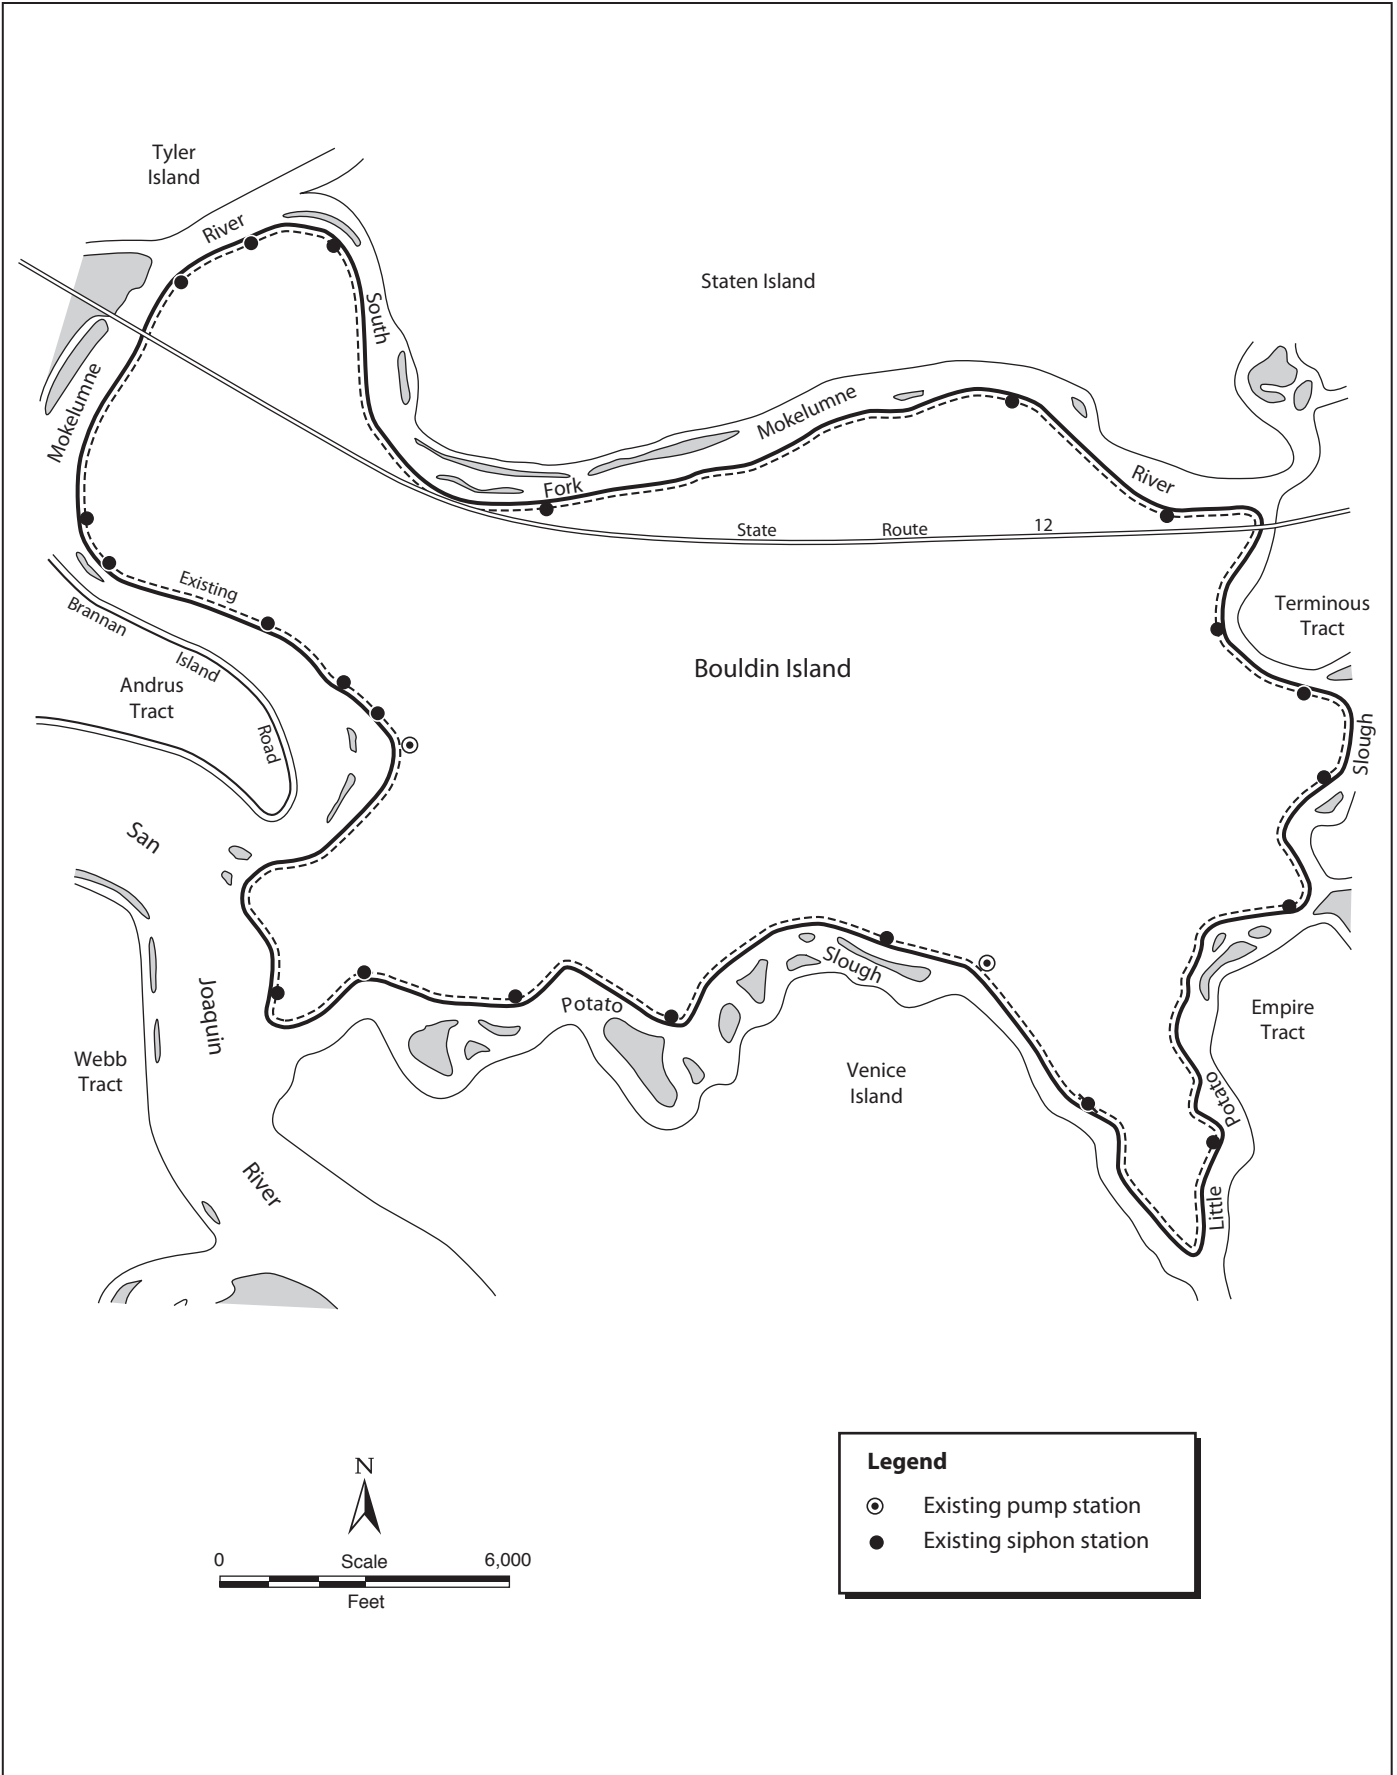 Tyler
Island
River
Staten Island
South
Mokelumne
Mokelumne
River
Fork
State Route 12
Existing
Brannan
Island
Road
Terminous
Tract
Bouldin Island
Andrus
Tract
Slough
San
Slough
Joaquin
Potato
Empire
Tract
Webb
Tract
Venice
Island
Potato
River
Little
N
0 Scale 6,000
Feet
Legend
Existing pump station
Existing siphon station